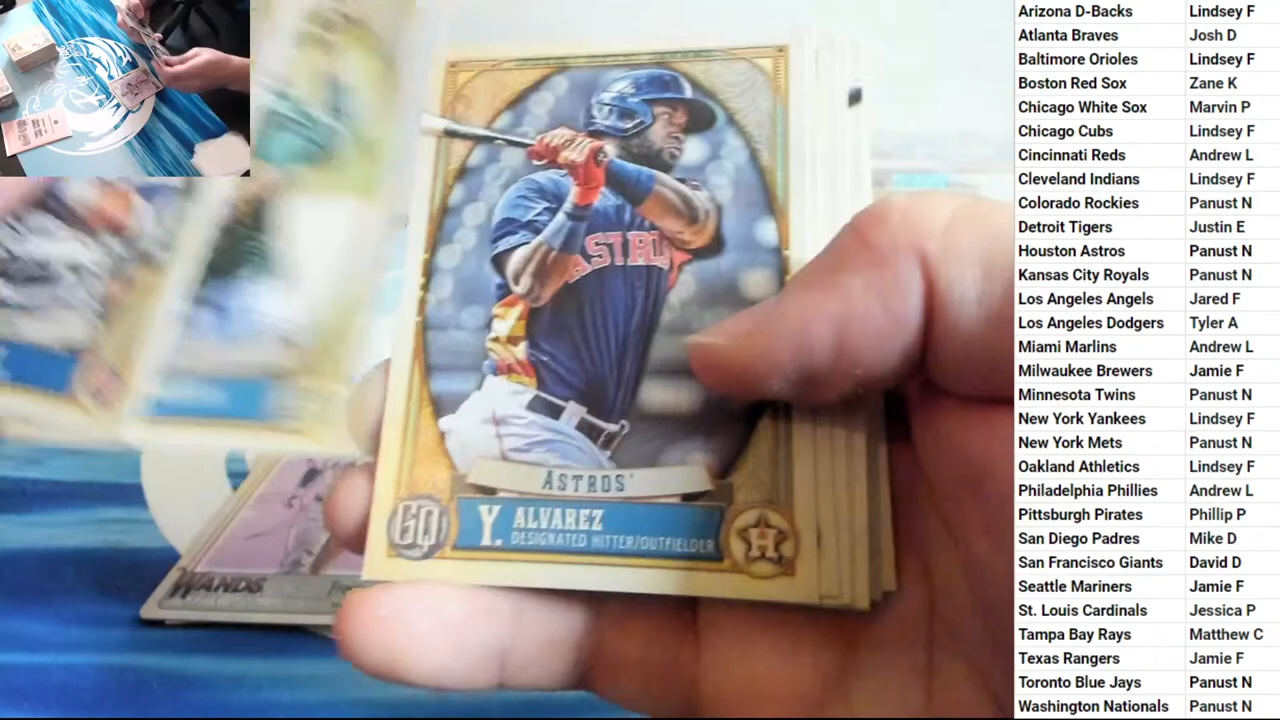 ASTROS
ASTROS
GQ
Y. ALVAREZ
DESIGNATED HITTER/OUTFIELDER
H
WANDS
Arizona D-Backs Lindsey F
Atlanta Braves Josh D
Baltimore Orioles Lindsey F
Boston Red Sox Zane K
Chicago White Sox Marvin P
Chicago Cubs Lindsey F
Cincinnati Reds Andrew L
Cleveland Indians Lindsey F
Colorado Rockies Panust N
Detroit Tigers Justin E
Houston Astros Panust N
Kansas City Royals Panust N
Los Angeles Angels Jared F
Los Angeles Dodgers Tyler A
Miami Marlins Andrew L
Milwaukee Brewers Jamie F
Minnesota Twins Panust N
New York Yankees Lindsey F
New York Mets Panust N
Oakland Athletics Lindsey F
Philadelphia Phillies Andrew L
Pittsburgh Pirates Phillip P
San Diego Padres Mike D
San Francisco Giants David D
Seattle Mariners Jamie F
St. Louis Cardinals Jessica P
Tampa Bay Rays Matthew C
Texas Rangers Jamie F
Toronto Blue Jays Panust N
Washington Nationals Panust N